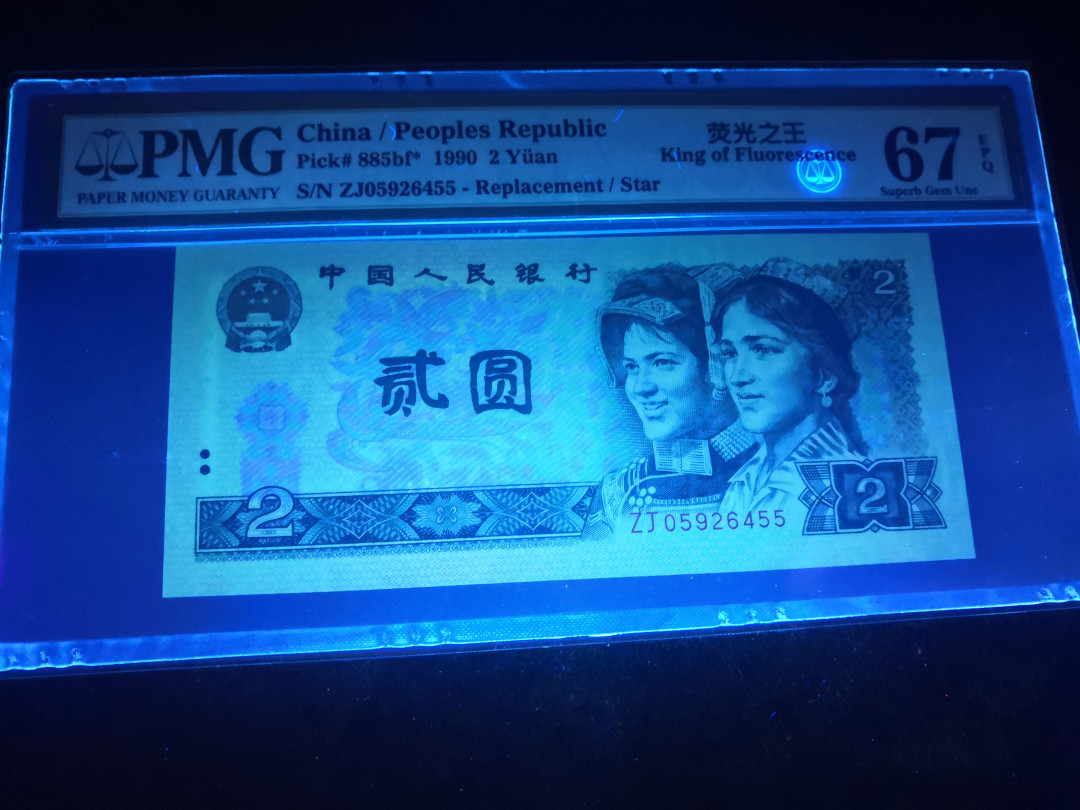 PMG
PAPER MONEY GUARANTY
China / Peoples Republic
Pick# 885bf* 1990 2 Yüan
S/N ZJ05926455 - Replacement / Star
荧光之王
King of Fluorescence
67
EPQ
Superb Gem Unc
中国人民银行
2
贰圆
2
2
ZJ05926455